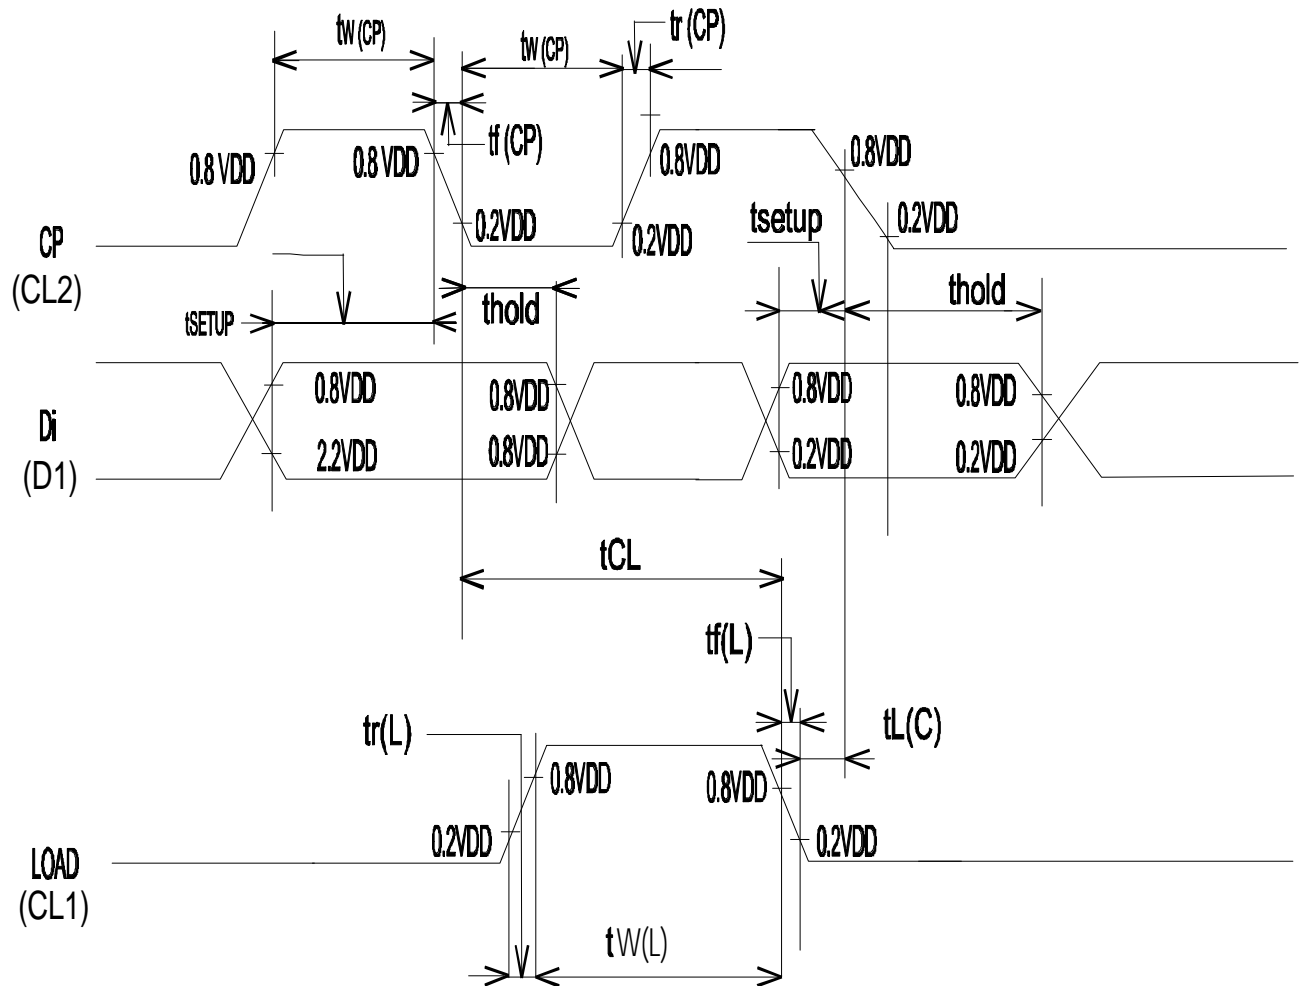 tW (CP)
tW (CP)
tr (CP)
tf (CP)
0.8 VDD
0.8 VDD
0.8VDD
0.8VDD
0.2VDD
0.2VDD
0.2VDD
CP
(CL2)
tsetup
thold
thold
tSETUP
0.8VDD
0.8VDD
0.8VDD
0.8VDD
Di
(D1)
2.2VDD
0.8VDD
0.2VDD
0.2VDD
tCL
tf(L)
tr(L)
tL(C)
0.8VDD
0.8VDD
0.2VDD
0.2VDD
LOAD
(CL1)
tW(L)